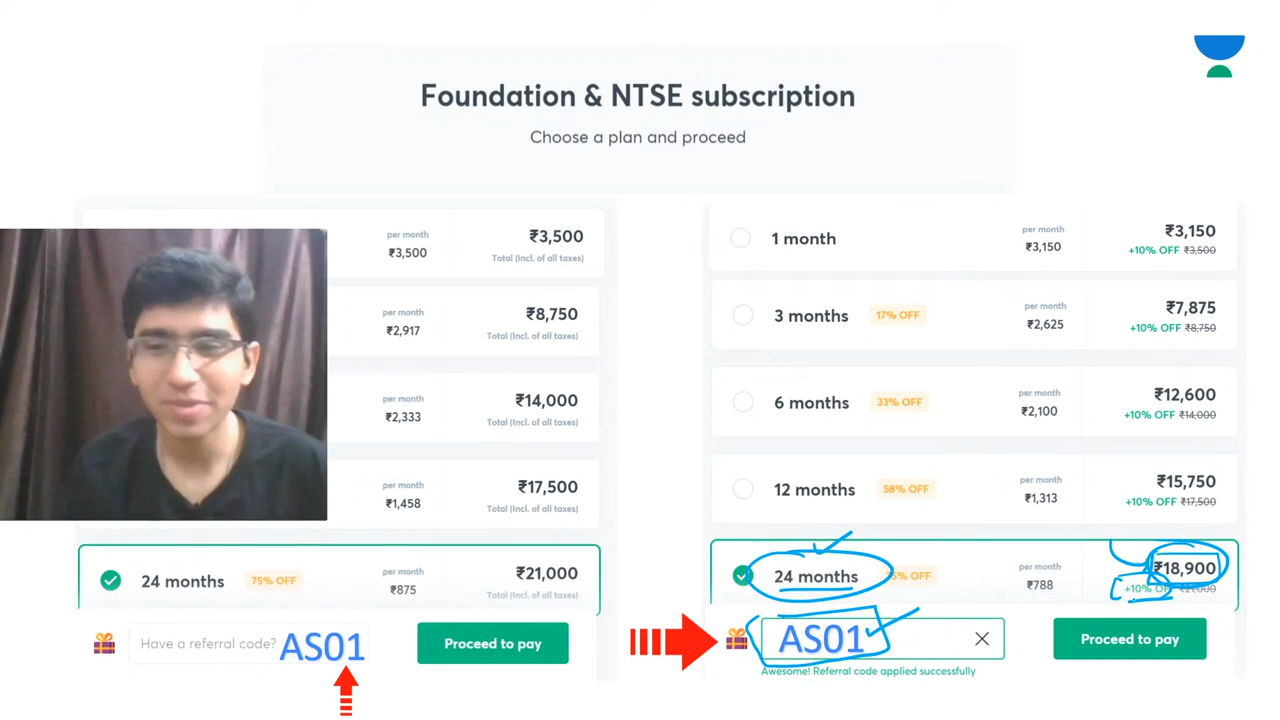 Foundation & NTSE subscription
Choose a plan and proceed
per month
₹3,500
₹3,500
Total (Incl. of all taxes)
per month
₹2,917
₹8,750
Total (Incl. of all taxes)
per month
₹2,333
₹14,000
Total (Incl. of all taxes)
per month
₹1,458
₹17,500
Total (Incl. of all taxes)
24 months
75% OFF
per month
₹875
₹21,000
Total (Incl. of all taxes)
Have a referral code?
AS01
Proceed to pay
1 month
per month
₹3,150
₹3,150
+10% OFF ₹3,500
3 months
17% OFF
per month
₹2,625
₹7,875
+10% OFF ₹8,750
6 months
33% OFF
per month
₹2,100
₹12,600
+10% OFF ₹14,000
12 months
58% OFF
per month
₹1,313
₹15,750
+10% OFF ₹17,500
24 months
75% OFF
per month
₹788
₹18,900
+10% OFF ₹21,000
AS01
Proceed to pay
Awesome! Referral code applied successfully